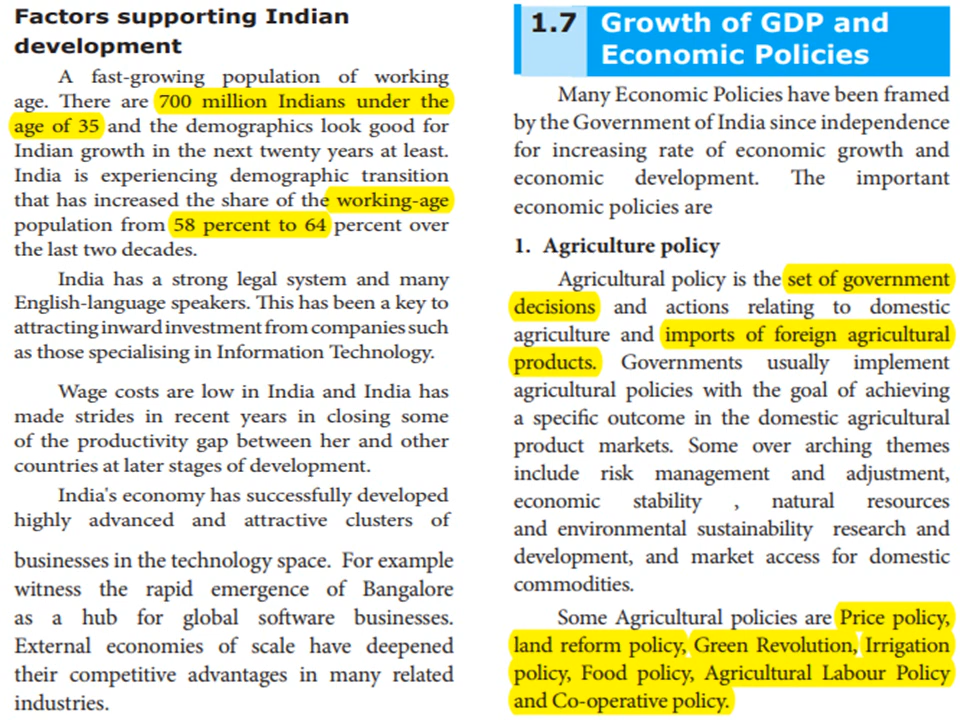 Factors supporting Indian
development
A fast-growing population of working
age. There are 700 million Indians under the
age of 35 and the demographics look good for
Indian growth in the next twenty years at least.
India is experiencing demographic transition
that has increased the share of the working-age
population from 58 percent to 64 percent over
the last two decades.
India has a strong legal system and many
English-language speakers. This has been a key to
attracting inward investment from companies such
as those specialising in Information Technology.
Wage costs are low in India and India has
made strides in recent years in closing some
of the productivity gap between her and other
countries at later stages of development.
India's economy has successfully developed
highly advanced and attractive clusters of
businesses in the technology space. For example
witness the rapid emergence of Bangalore
as a hub for global software businesses.
External economies of scale have deepened
their competitive advantages in many related
industries.
1.7 Growth of GDP and
Economic Policies
Many Economic Policies have been framed
by the Government of India since independence
for increasing rate of economic growth and
economic development. The important
economic policies are
1. Agriculture policy
Agricultural policy is the set of government
decisions and actions relating to domestic
agriculture and imports of foreign agricultural
products. Governments usually implement
agricultural policies with the goal of achieving
a specific outcome in the domestic agricultural
product markets. Some over arching themes
include risk management and adjustment,
economic stability , natural resources
and environmental sustainability research and
development, and market access for domestic
commodities.
Some Agricultural policies are Price policy,
land reform policy, Green Revolution, Irrigation
policy, Food policy, Agricultural Labour Policy
and Co-operative policy.